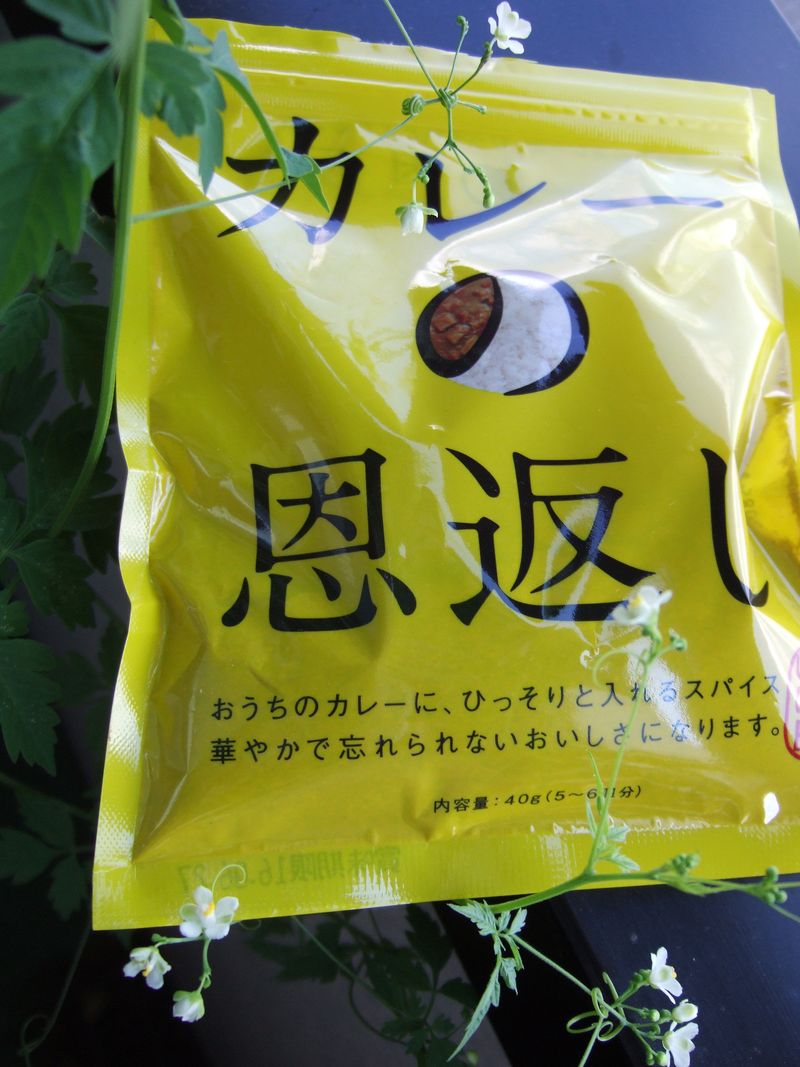 カレー
の
恩返し
おうちのカレーに、ひっそりと入れるスパイス
華やかで忘れられないおいしさになります。
内容量：40g（5～6皿分）